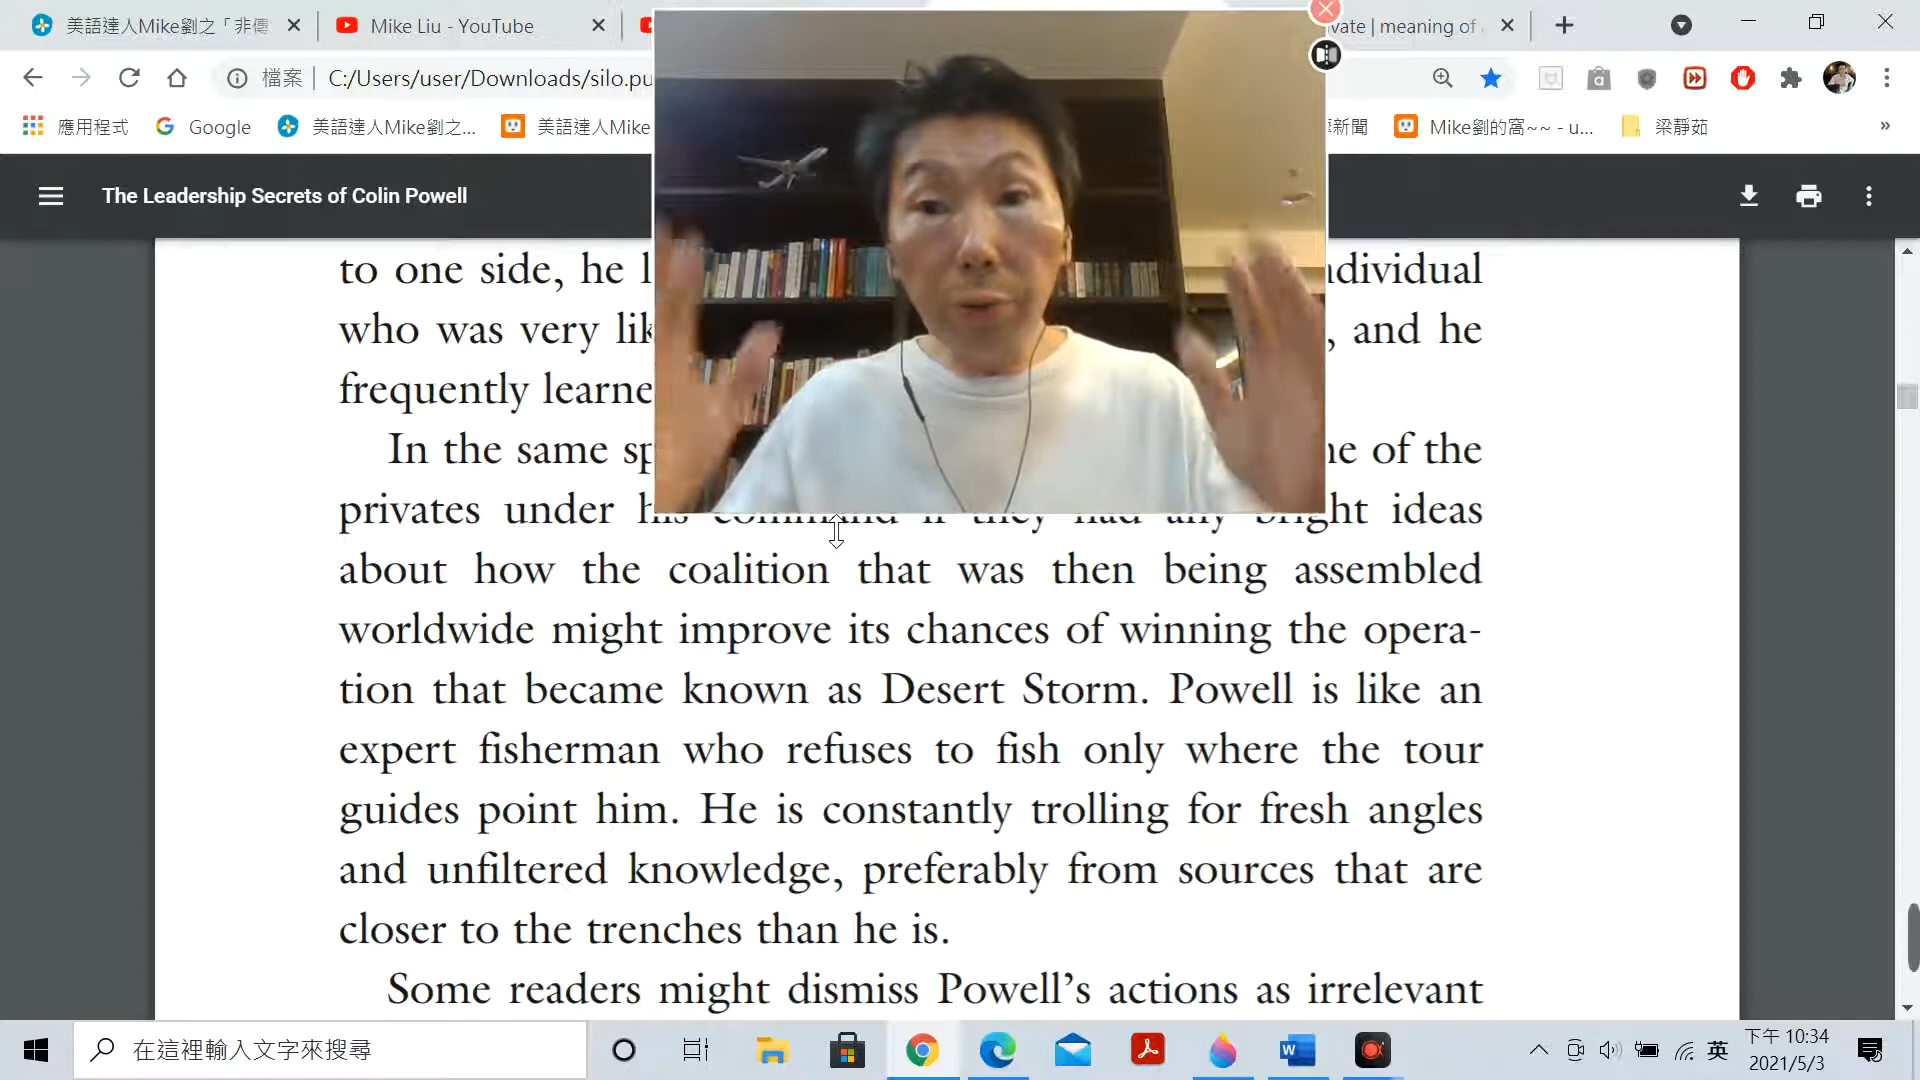 美語達人Mike劉之「非傳
Mike Liu - YouTube
vate | meaning of
檔案
C:/Users/user/Downloads/silo.pu
應用程式
Google
美語達人Mike劉之...
美語達人Mike
新聞
Mike劉的窩~~ - u...
梁靜茹
»
The Leadership Secrets of Colin Powell
to one side, he l
dividual
who was very lik
, and he
frequently learne
In the same sp
ne of the
privates under his command if they had any bright ideas
about how the coalition that was then being assembled
worldwide might improve its chances of winning the opera-
tion that became known as Desert Storm. Powell is like an
expert fisherman who refuses to fish only where the tour
guides point him. He is constantly trolling for fresh angles
and unfiltered knowledge, preferably from sources that are
closer to the trenches than he is.
Some readers might dismiss Powell’s actions as irrelevant
在這裡輸入文字來搜尋
英
下午 10:34
2021/5/3